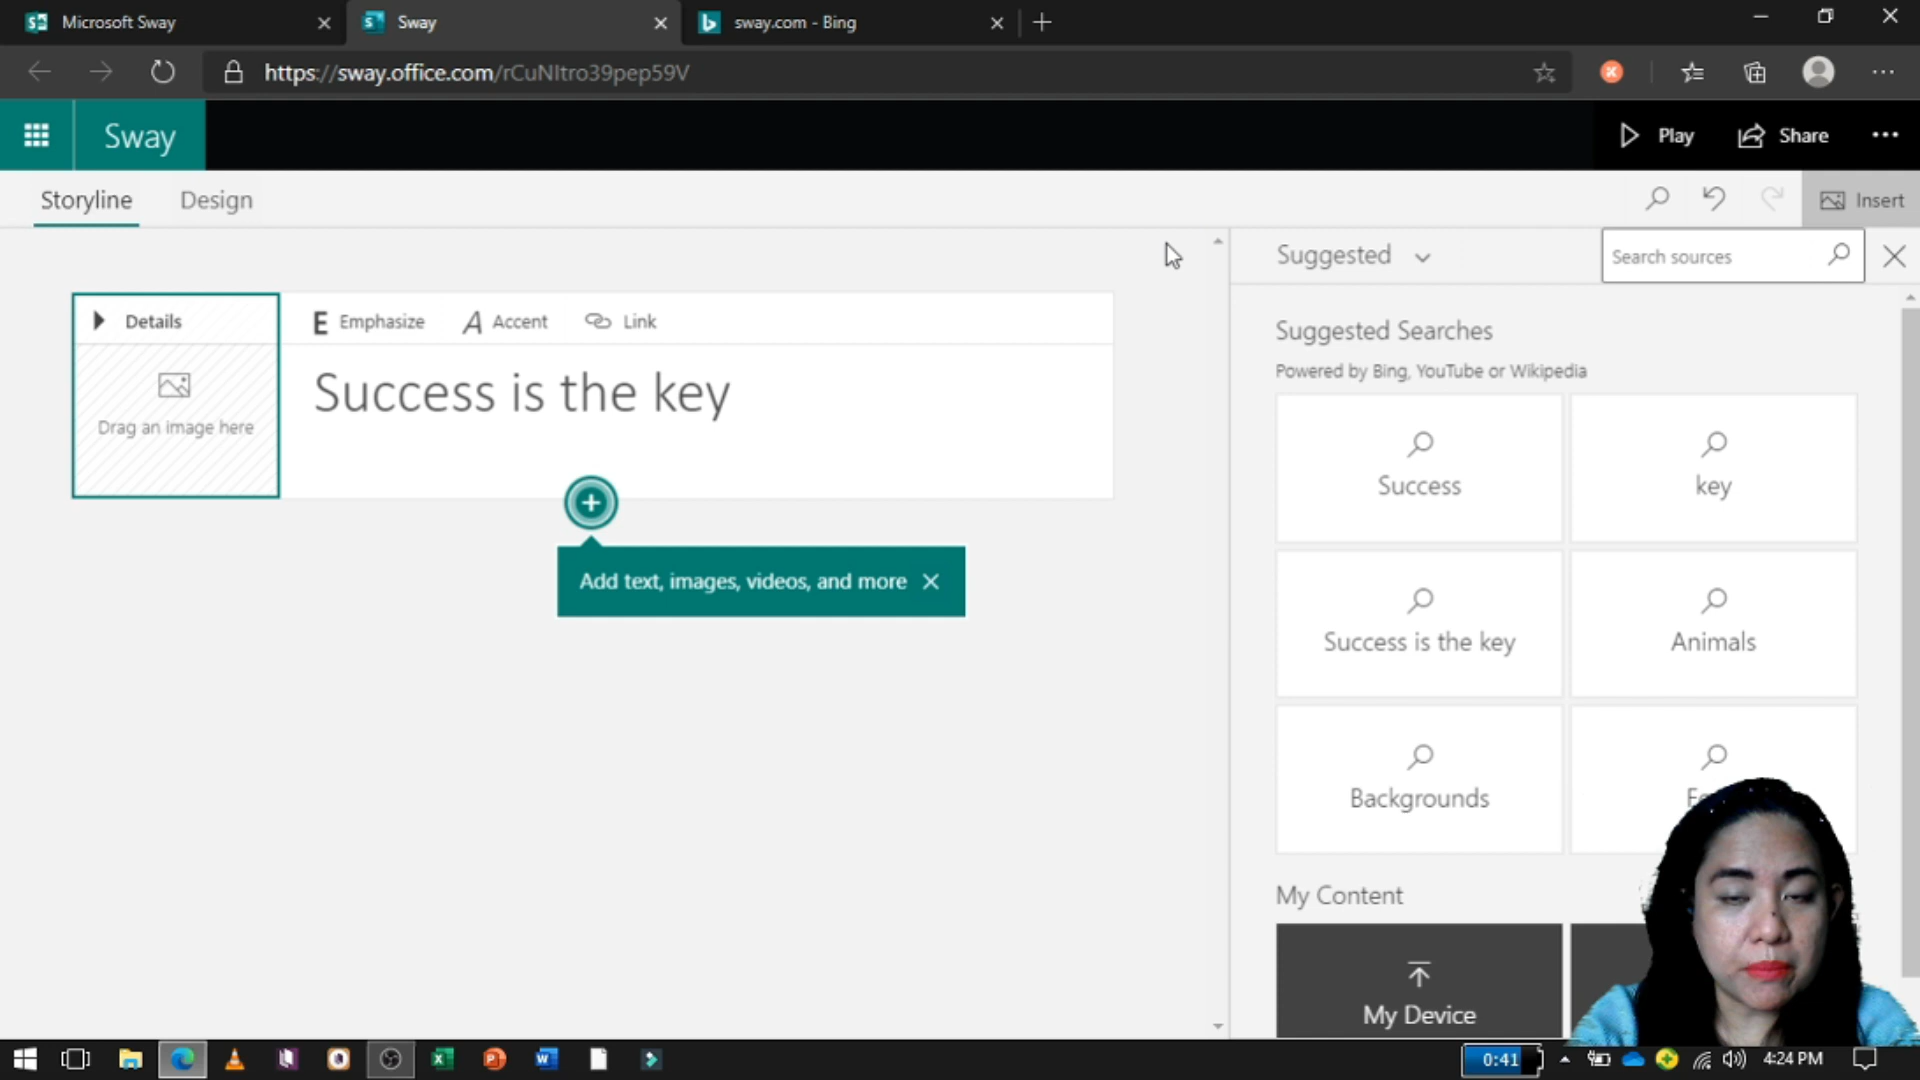 Microsoft Sway
Sway
sway.com - Bing
https://sway.office.com/rCuNItro39pep59V
Sway
Play
Share
Storyline
Design
Insert
Suggested
Search sources
Details
E Emphasize
A Accent
Link
Drag an image here
Success is the key
Add text, images, videos, and more
Suggested Searches
Powered by Bing, YouTube or Wikipedia
Success
key
Success is the key
Animals
Backgrounds
My Content
My Device
0:41
4:24 PM